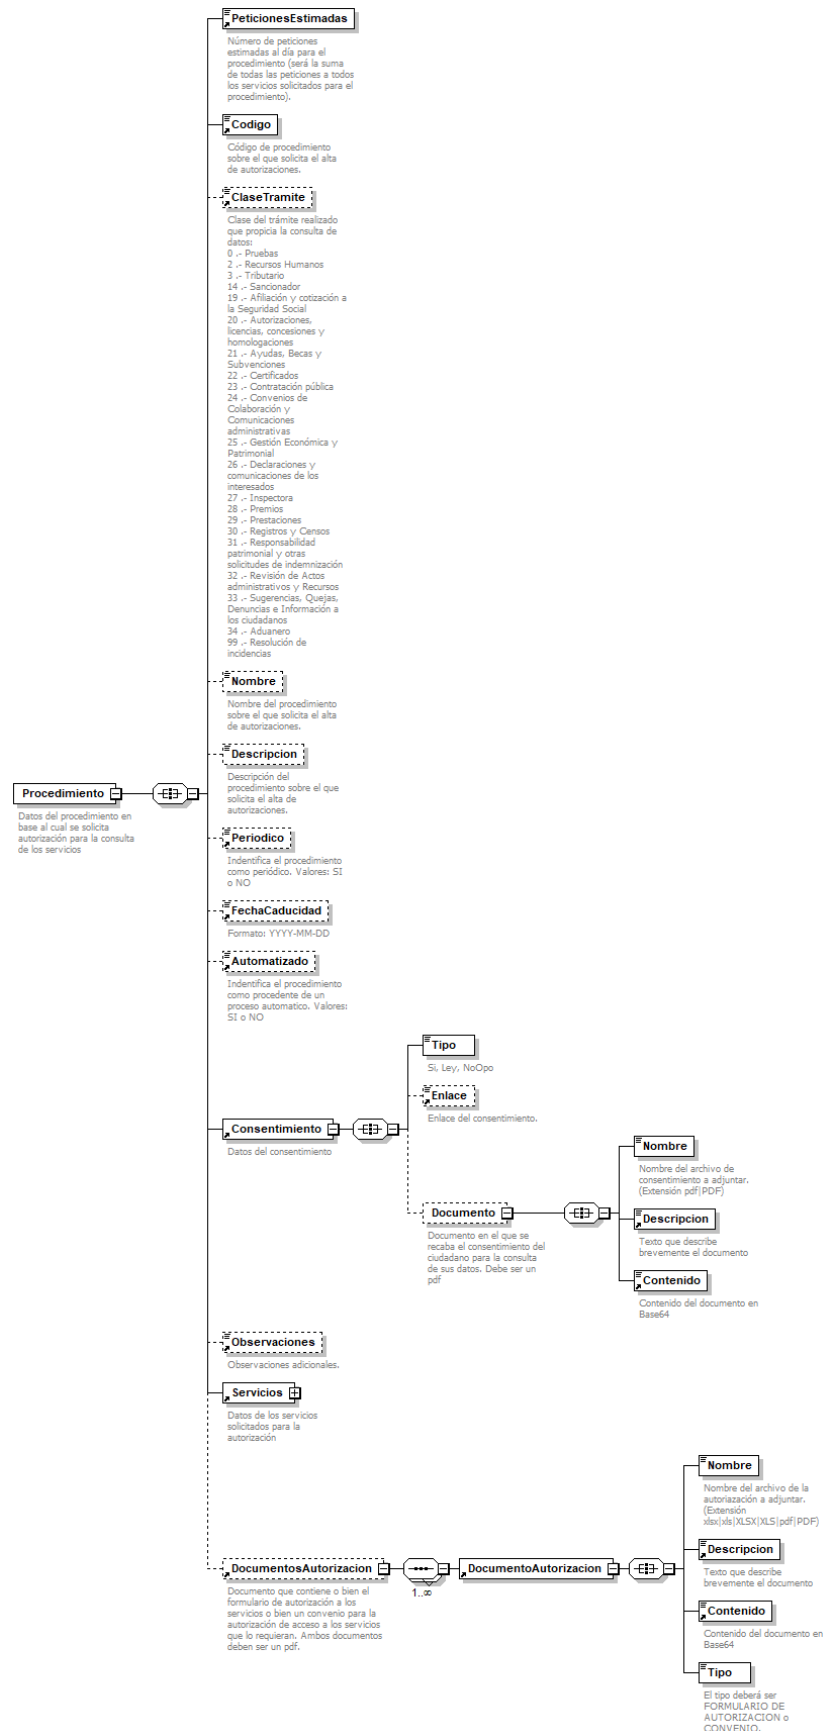 PeticionesEstimadas
Número de peticiones
estimadas al día para el
procedimiento (será la suma
de todas las peticiones a todos
los servicios solicitados para el
procedimiento).
Codigo
Código de procedimiento
sobre el que solicita el alta
de autorizaciones.
ClaseTramite
Clase del trámite realizado
que propicia la consulta de
datos:
0 .- Pruebas
2 .- Recursos Humanos
3 .- Tributario
14 .- Sancionador
19 .- Afiliación y cotización a
la Seguridad Social
20 .- Autorizaciones,
licencias, concesiones y
homologaciones
21 .- Ayudas, Becas y
Subvenciones
22 .- Certificados
23 .- Contratación pública
24 .- Convenios de
Colaboración y
Comunicaciones
administrativas
25 .- Gestión Económica y
Patrimonial
26 .- Declaraciones y
comunicaciones de los
interesados
27 .- Inspectora
28 .- Premios
29 .- Prestaciones
30 .- Registros y Censos
31 .- Responsabilidad
patrimonial y otras
solicitudes de indemnización
32 .- Revisión de Actos
administrativos y Recursos
33 .- Sugerencias, Quejas,
Denuncias e Información a
los ciudadanos
34 .- Aduanero
99 .- Resolución de
incidencias
Nombre
Nombre del procedimiento
sobre el que solicita el alta
de autorizaciones.
Descripcion
Descripción del
procedimiento sobre el que
solicita el alta de
autorizaciones.
Procedimiento
Datos del procedimiento en
base al cual se solicita
autorización para la consulta
de los servicios
Periodico
Indentifica el procedimiento
como periódico. Valores: SI
o NO
FechaCaducidad
Formato: YYYY-MM-DD
Automatizado
Indentifica el procedimiento
como procedente de un
proceso automatico. Valores:
SI o NO
Consentimiento
Datos del consentimiento
Tipo
Si, Ley, NoOpo
Enlace
Enlace del consentimiento.
Documento
Documento en el que se
recaba el consentimiento del
ciudadano para la consulta
de sus datos. Debe ser un
pdf
Nombre
Nombre del archivo de
consentimiento a adjuntar.
(Extensión pdf|PDF)
Descripcion
Texto que describe
brevemente el documento
Contenido
Contenido del documento en
Base64
Observaciones
Observaciones adicionales.
Servicios
Datos de los servicios
solicitados para la
autorización
DocumentosAutorizacion
Documento que contiene o bien el
formulario de autorización a los
servicios o bien un convenio para la
autorización de acceso a los servicios
que lo requieran. Ambos documentos
deben ser un pdf.
1..∞
DocumentoAutorizacion
Nombre
Nombre del archivo de la
autoriazación a adjuntar.
(Extensión
xlsx|xls|XLSX|XLS|pdf|PDF)
Descripcion
Texto que describe
brevemente el documento
Contenido
Contenido del documento en
Base64
Tipo
El tipo deberá ser
FORMULARIO DE
AUTORIZACION o
CONVENIO.